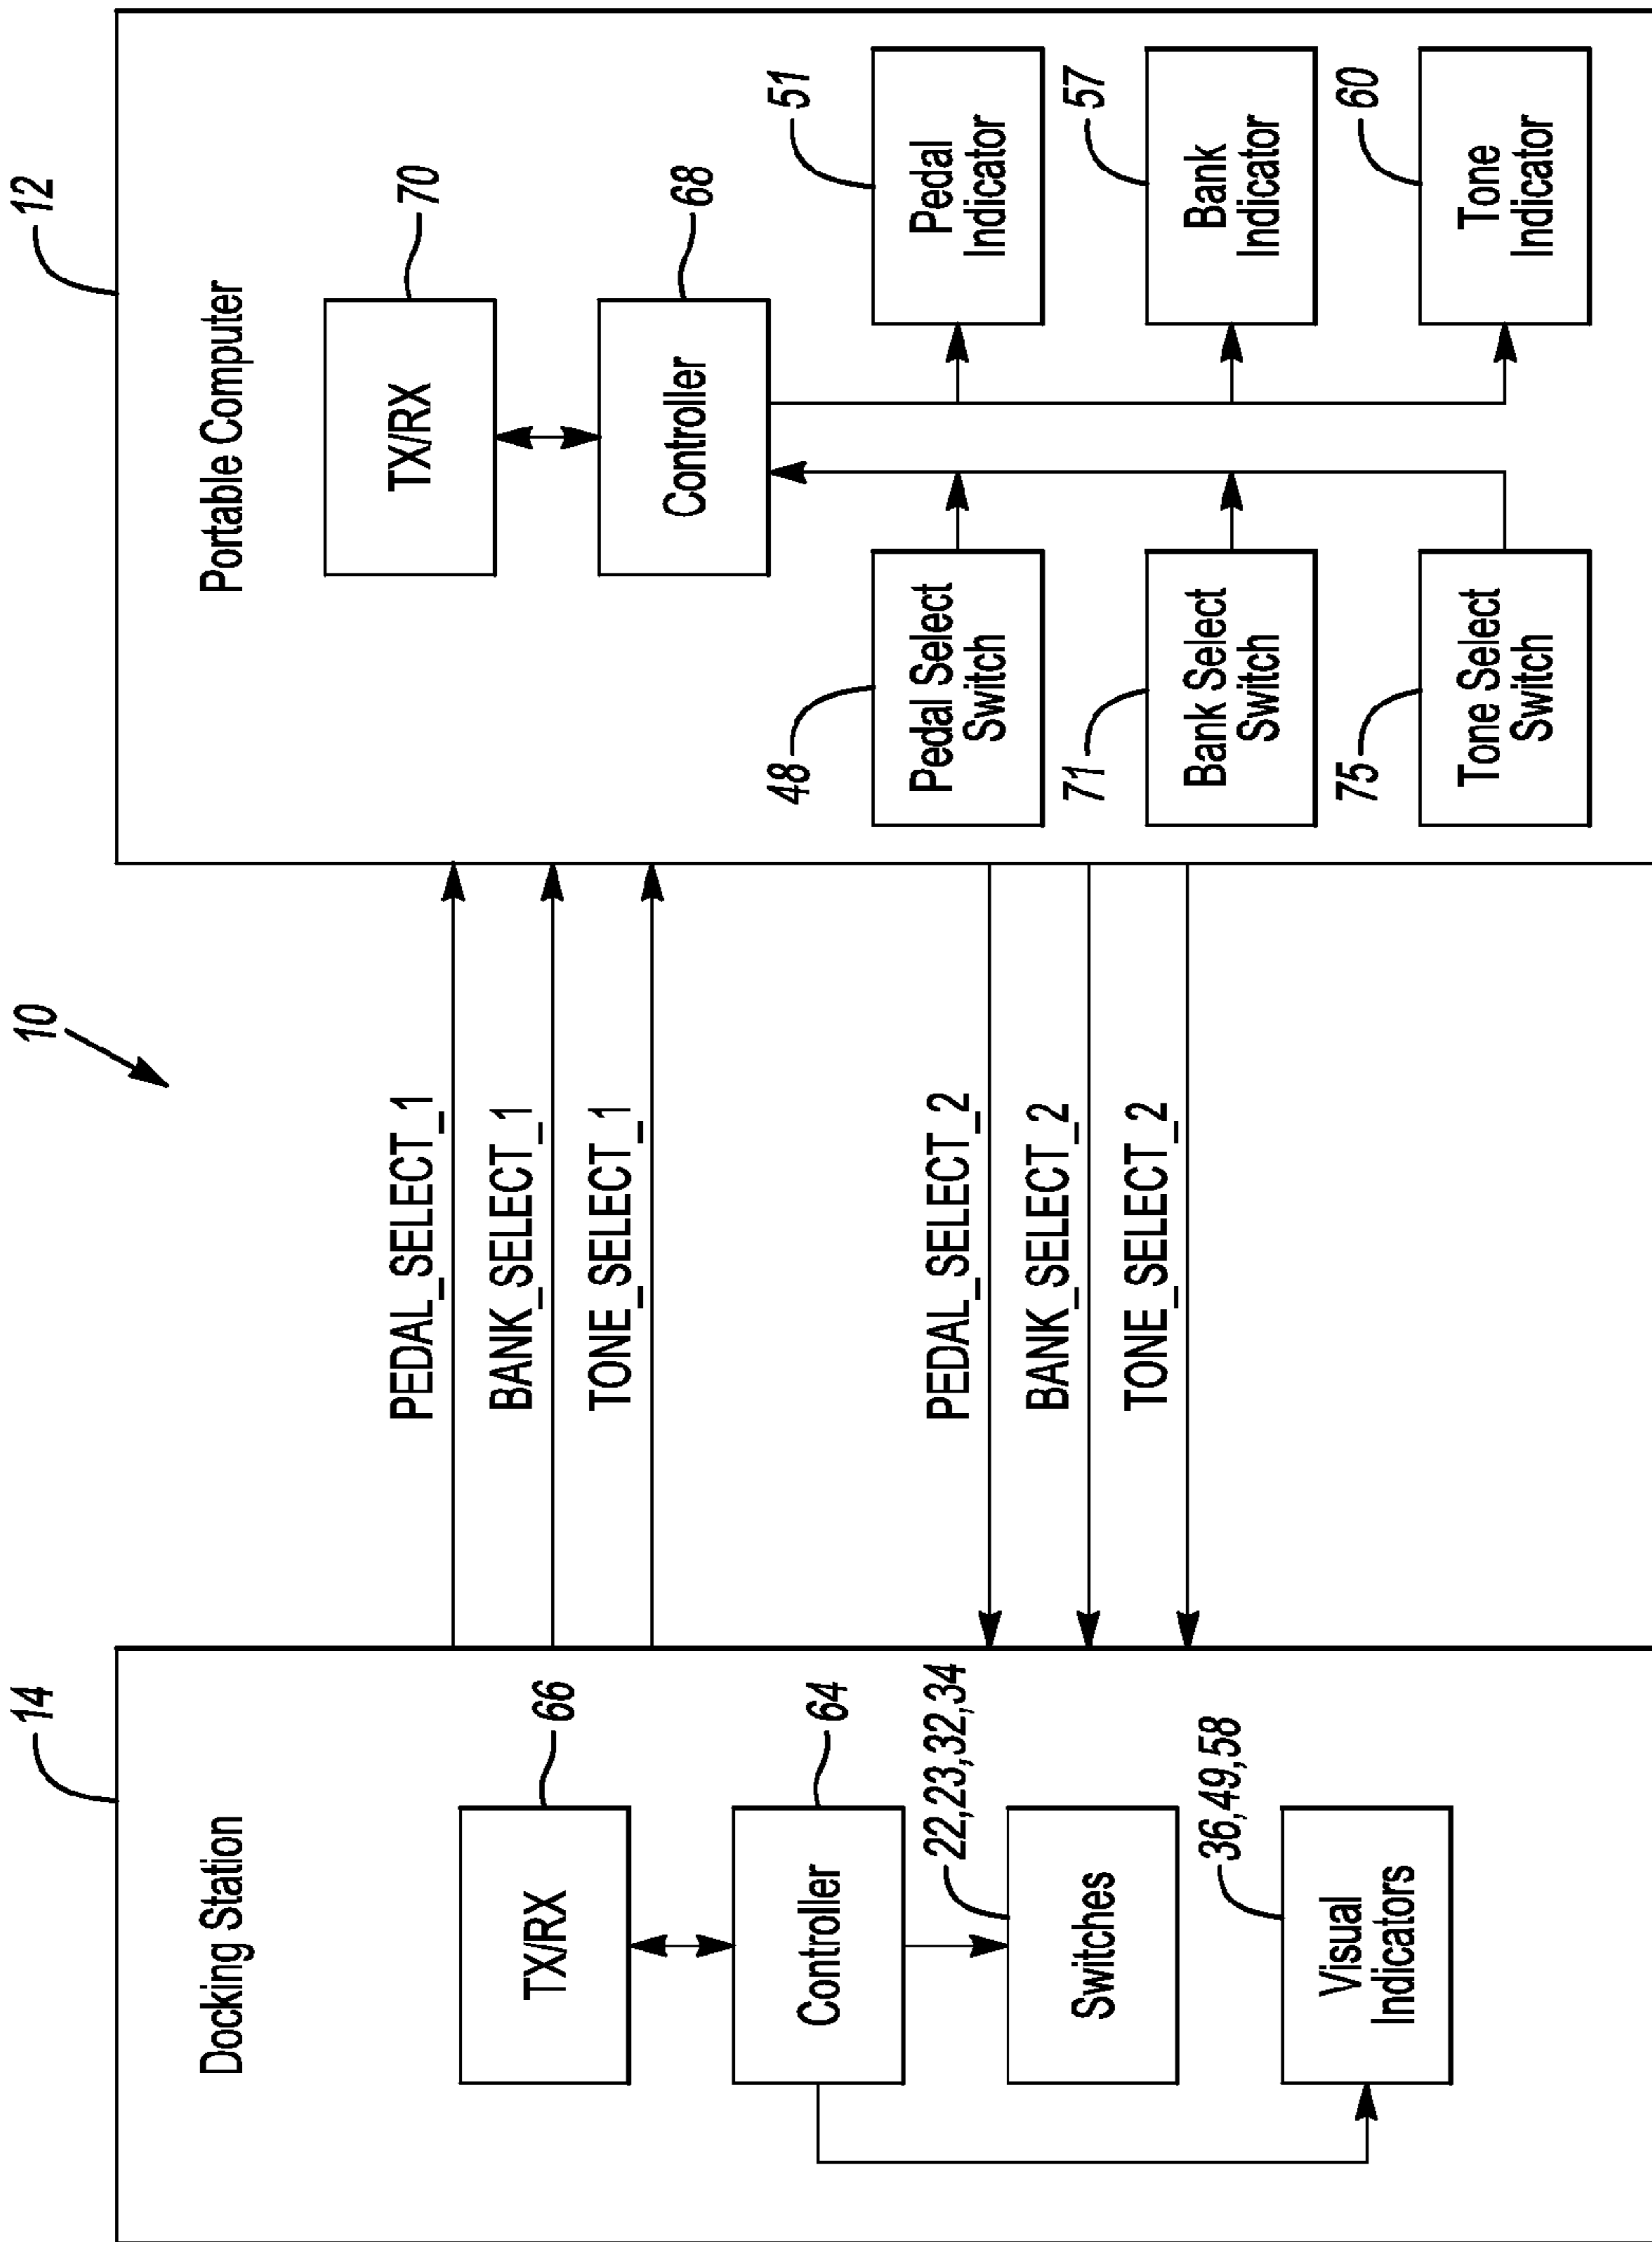 10
14
Docking Station
66
TX/RX
64
Controller
22,23,32,34
Switches
36,49,58
Visual
Indicators
PEDAL_SELECT_1
BANK_SELECT_1
TONE_SELECT_1
PEDAL_SELECT_2
BANK_SELECT_2
TONE_SELECT_2
12
Portable Computer
70
TX/RX
68
Controller
48
Pedal Select
Switch
51
Pedal
Indicator
71
Bank Select
Switch
57
Bank
Indicator
75
Tone Select
Switch
60
Tone
Indicator